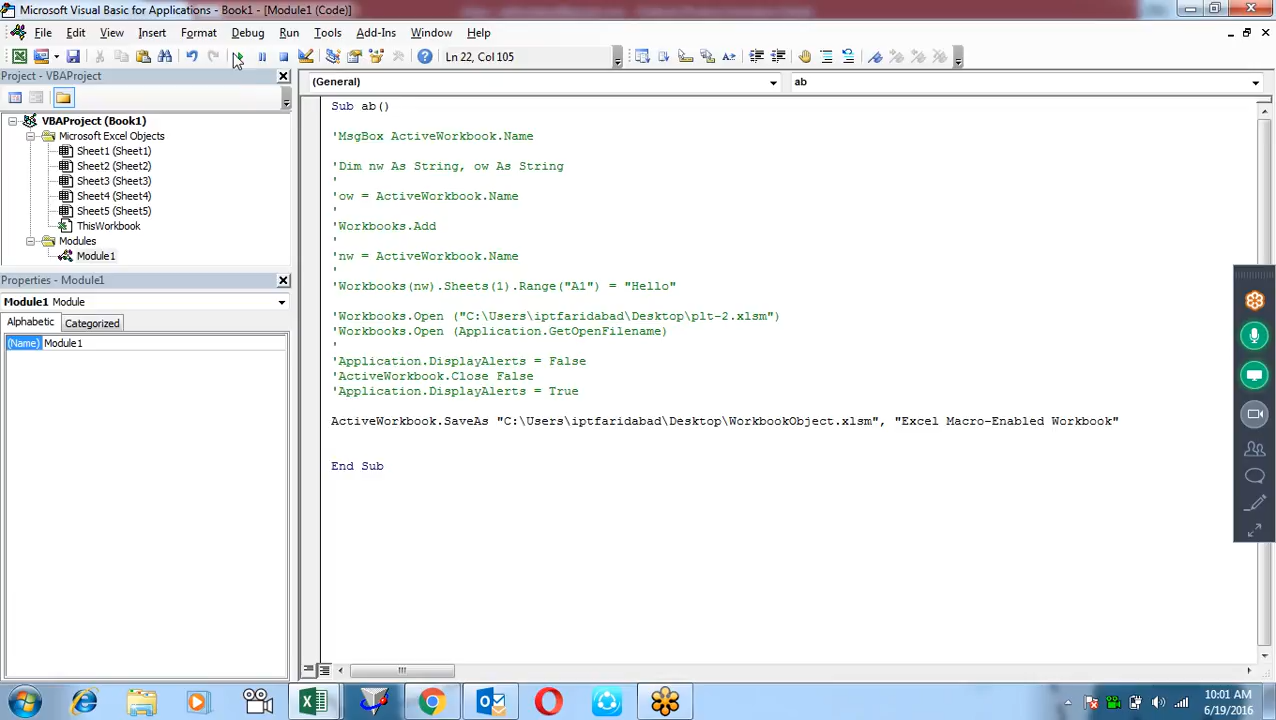 Microsoft Visual Basic for Applications - Book1 - [Module1 (Code)]
File Edit View Insert Format Debug Run Tools Add-Ins Window Help
Ln 22, Col 105
Project - VBAProject
(General) ab
VBAProject (Book1)
Microsoft Excel Objects
Sheet1 (Sheet1)
Sheet2 (Sheet2)
Sheet3 (Sheet3)
Sheet4 (Sheet4)
Sheet5 (Sheet5)
ThisWorkbook
Modules
Module1
Properties - Module1
Module1 Module
Alphabetic Categorized
(Name) Module1
Sub ab()
'MsgBox ActiveWorkbook.Name
'Dim nw As String, ow As String
'
'ow = ActiveWorkbook.Name
'
'Workbooks.Add
'
'nw = ActiveWorkbook.Name
'
'Workbooks(nw).Sheets(1).Range("A1") = "Hello"
'Workbooks.Open ("C:\Users\iptfaridabad\Desktop\plt-2.xlsm")
'Workbooks.Open (Application.GetOpenFilename)
'
'Application.DisplayAlerts = False
'ActiveWorkbook.Close False
'Application.DisplayAlerts = True
ActiveWorkbook.SaveAs "C:\Users\iptfaridabad\Desktop\WorkbookObject.xlsm", "Excel Macro-Enabled Workbook"
End Sub
10:01 AM
6/19/2016